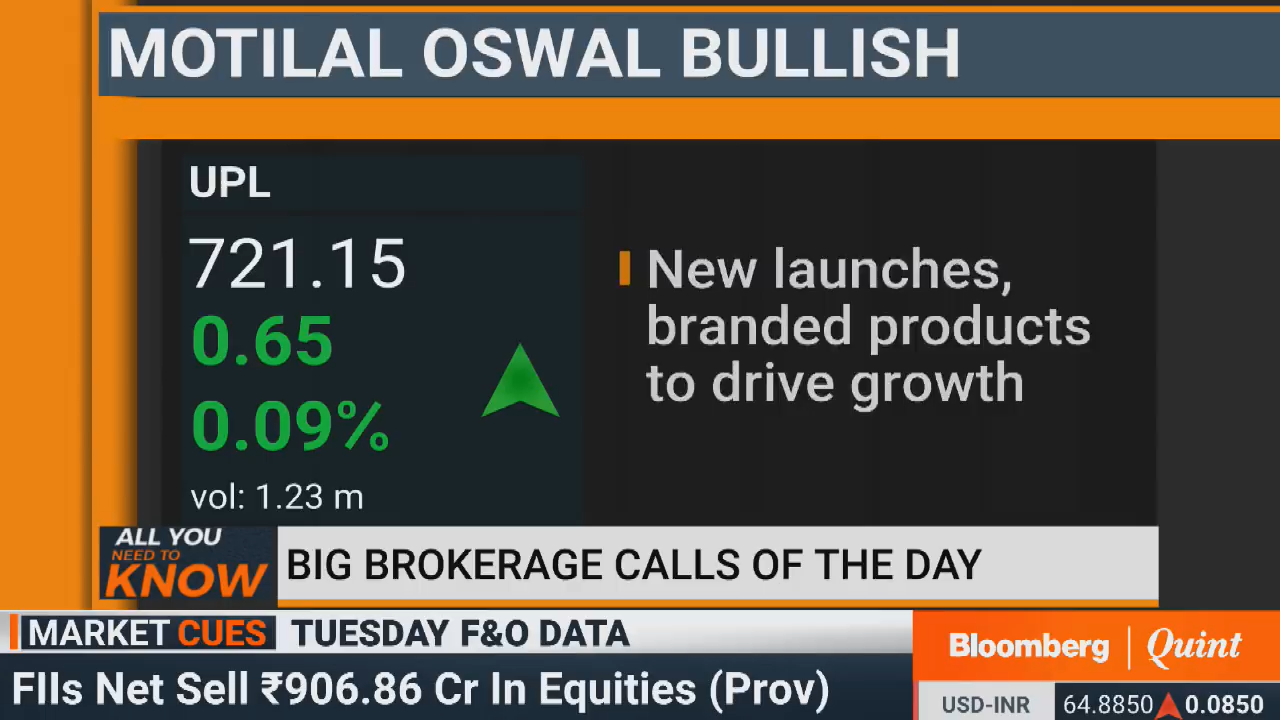 MOTILAL OSWAL BULLISH
UPL
721.15
0.65
0.09%
vol: 1.23 m
New launches,
branded products
to drive growth
ALL YOU
NEED TO
KNOW
BIG BROKERAGE CALLS OF THE DAY
MARKET CUES TUESDAY F&O DATA
FIIs Net Sell ₹906.86 Cr In Equities (Prov)
Bloomberg | Quint
USD-INR 64.8850 0.0850